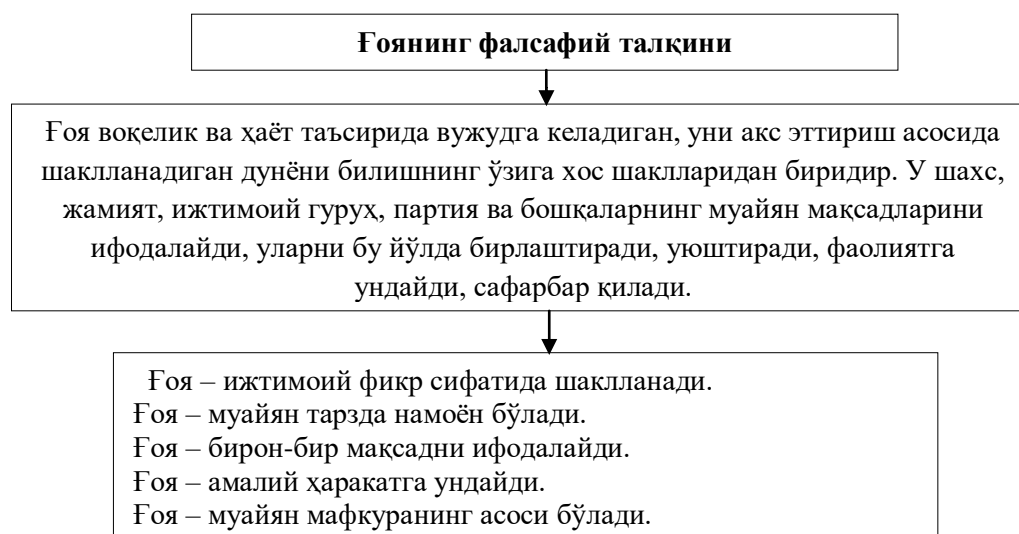 Ғоянинг фалсафий талқини
Ғоя воқелик ва ҳаёт таъсирида вужудга келадиган, уни акс эттириш асосида
шаклланадиган дунёни билишнинг ўзига хос шаклларидан биридир. У шахс,
жамият, ижтимоий гуруҳ, партия ва бошқаларнинг муайян мақсадларини
ифодалайди, уларни бу йўлда бирлаштиради, уюштиради, фаолиятга
ундайди, сафарбар қилади.
Ғоя – ижтимоий фикр сифатида шаклланади.
Ғоя – муайян тарзда намоён бўлади.
Ғоя – бирон-бир мақсадни ифодалайди.
Ғоя – амалий ҳаракатга ундайди.
Ғоя – муайян мафкуранинг асоси бўлади.